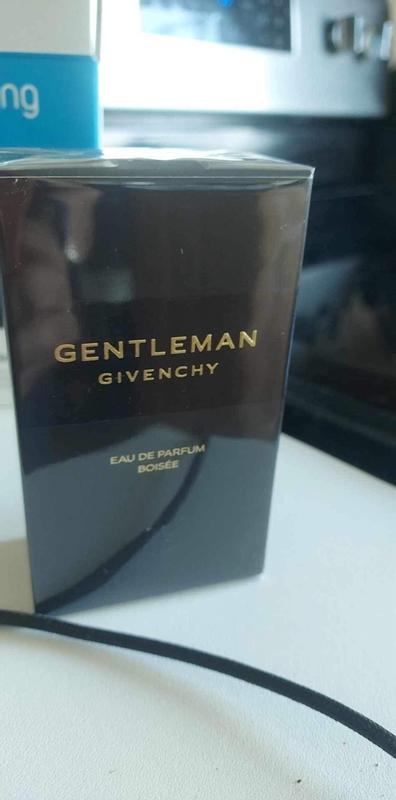 ng
GENTLEMAN
GIVENCHY
EAU DE PARFUM
BOISÉE